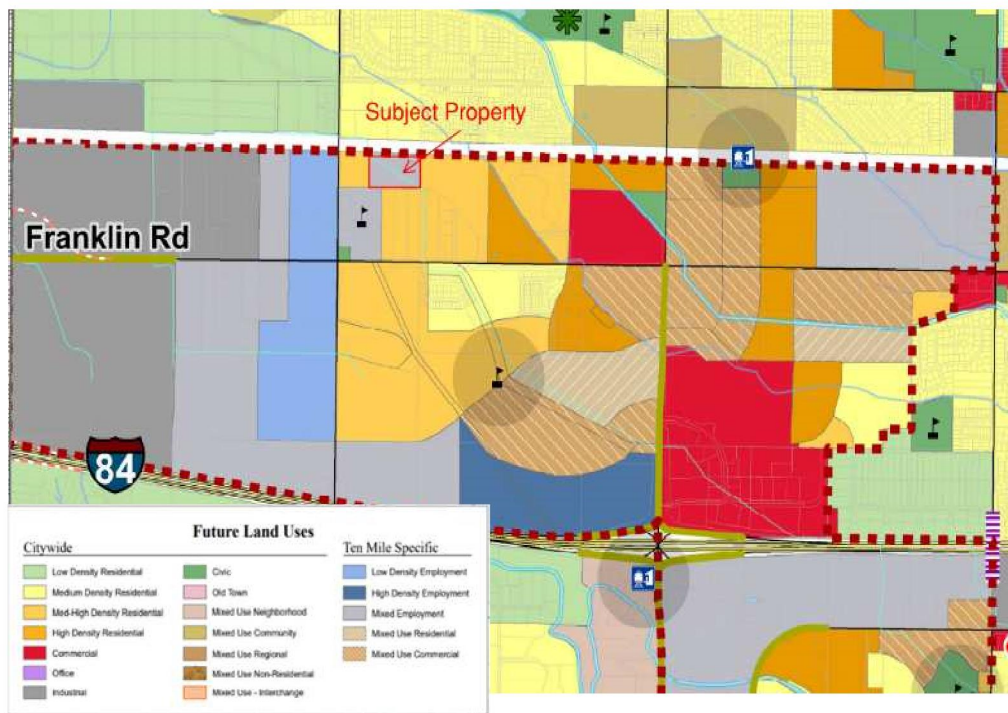 Subject Property
Franklin Rd
84
Future Land Uses
Citywide
Ten Mile Specific
Low Density Residential
Medium Density Residential
Med-High Density Residential
High Density Residential
Commercial
Office
Industrial
Civic
Old Town
Mixed Use Neighborhood
Mixed Use Community
Mixed Use Regional
Mixed Use Non-Residential
Mixed Use - Interchange
Low Density Employment
High Density Employment
Mixed Employment
Mixed Use Residential
Mixed Use Commercial